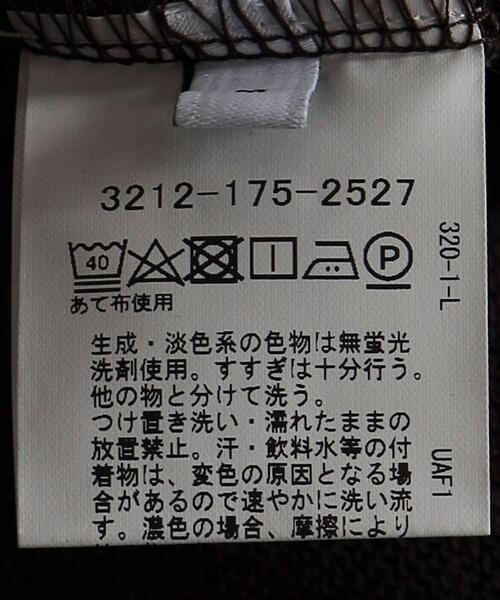 3212-175-2527
40
P
あて布使用
生成・淡色系の色物は無蛍光
洗剤使用。すすぎは十分行う。
他の物と分けて洗う。
つけ置き洗い・濡れたままの
放置禁止。汗・飲料水等の付
着物は、変色の原因となる場
合があるので速やかに洗い流
す。濃色の場合、摩擦により
320-1-L
UAF1